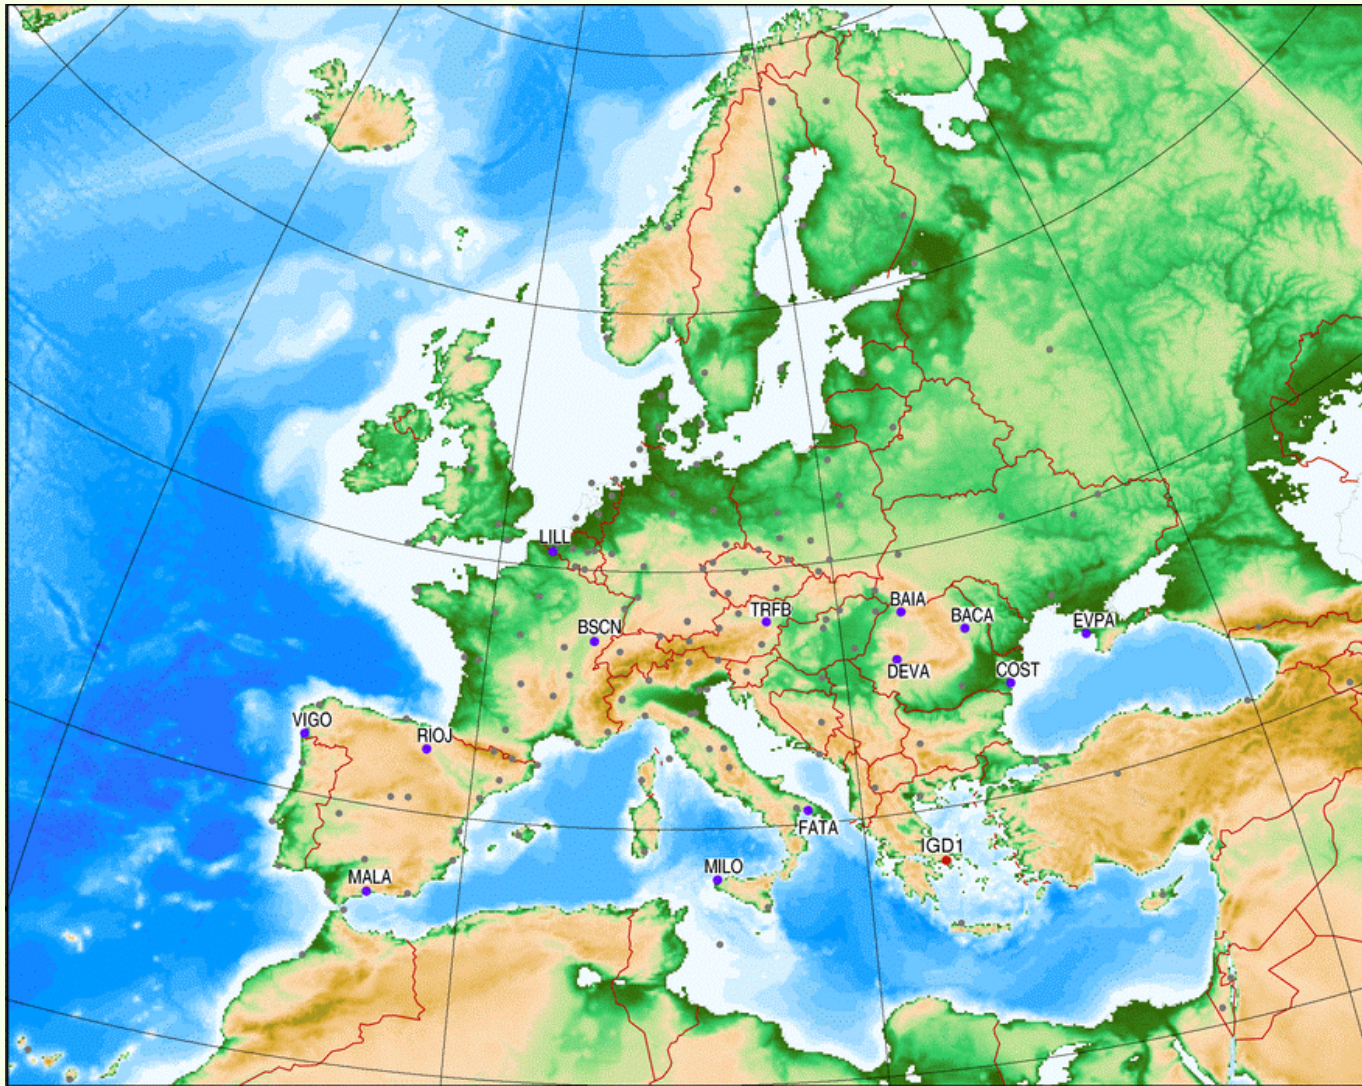 LILL
BAIA
TRFB
BACA
BSCN
EVPA
DEVA
COST
VIGO
RIOJ
FATA
IGD1
MILO
MALA